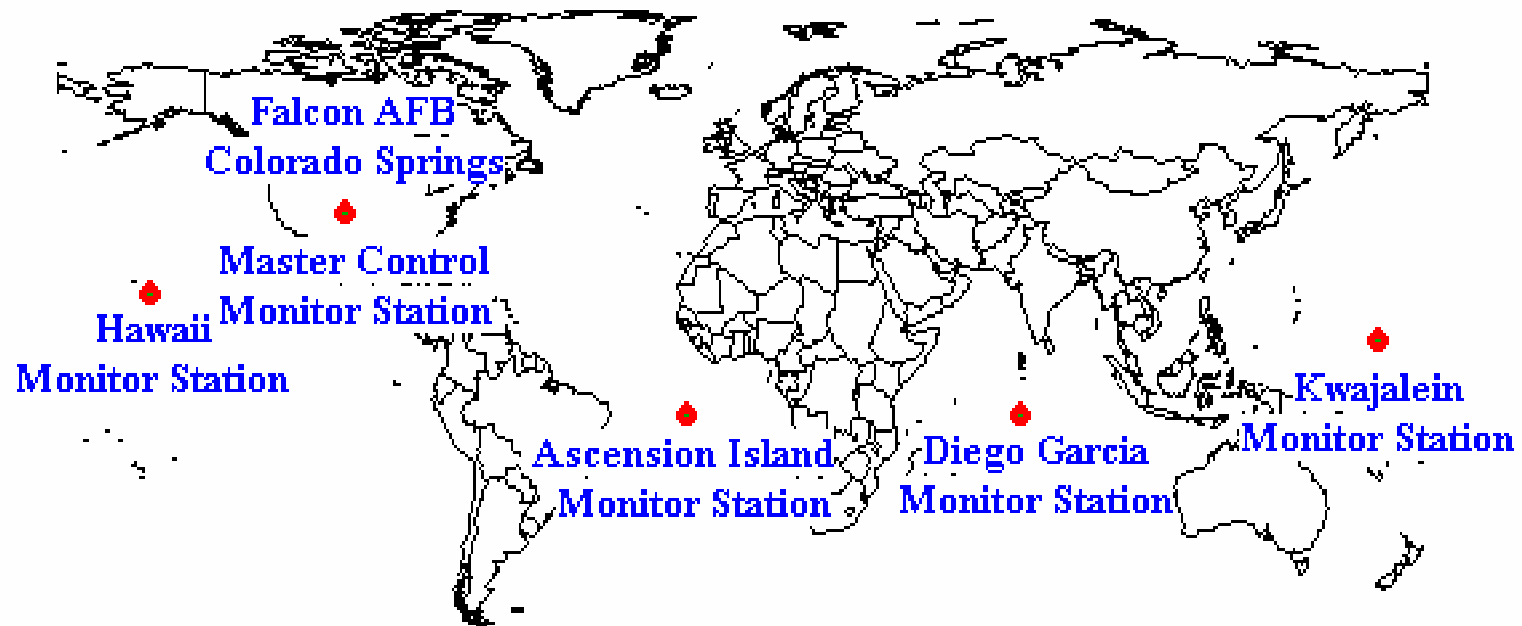 Falcon AFB
Colorado Springs
Master Control
Monitor Station
Hawaii
Monitor Station
Ascension Island
Monitor Station
Diego Garcia
Monitor Station
Kwajalein
Monitor Station